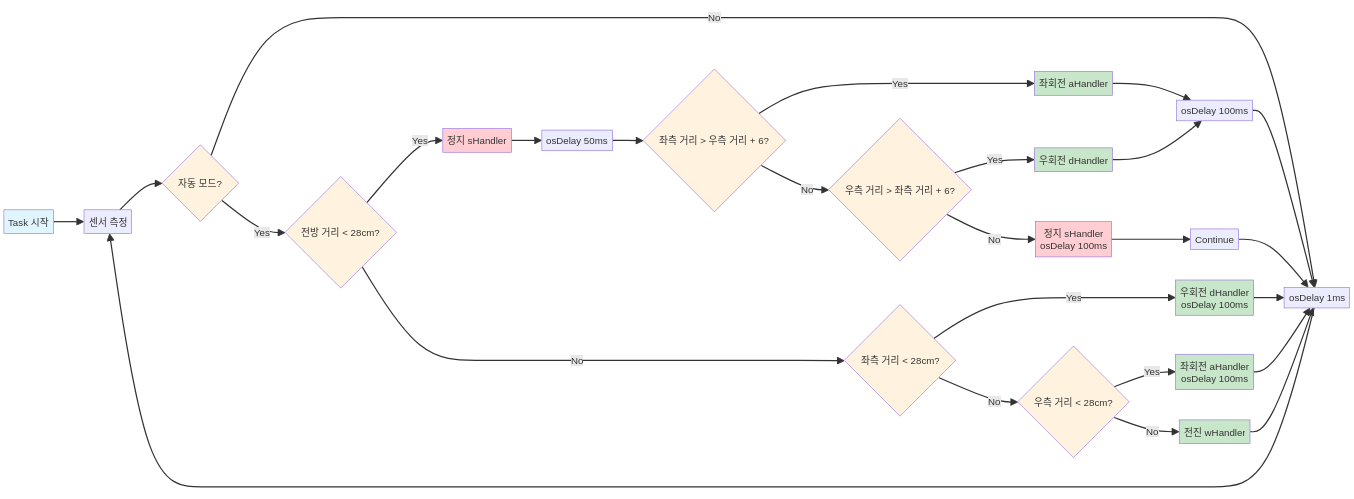 No
Task 시작
센서 측정
자동 모드?
Yes
전방 거리 < 28cm?
Yes
정지 sHandler
osDelay 50ms
좌측 거리 > 우측 거리 + 6?
Yes
좌회전 aHandler
osDelay 100ms
No
우측 거리 > 좌측 거리 + 6?
Yes
우회전 dHandler
No
정지 sHandler
osDelay 100ms
Continue
No
좌측 거리 < 28cm?
Yes
우회전 dHandler
osDelay 100ms
No
우측 거리 < 28cm?
Yes
좌회전 aHandler
osDelay 100ms
No
전진 wHandler
osDelay 1ms